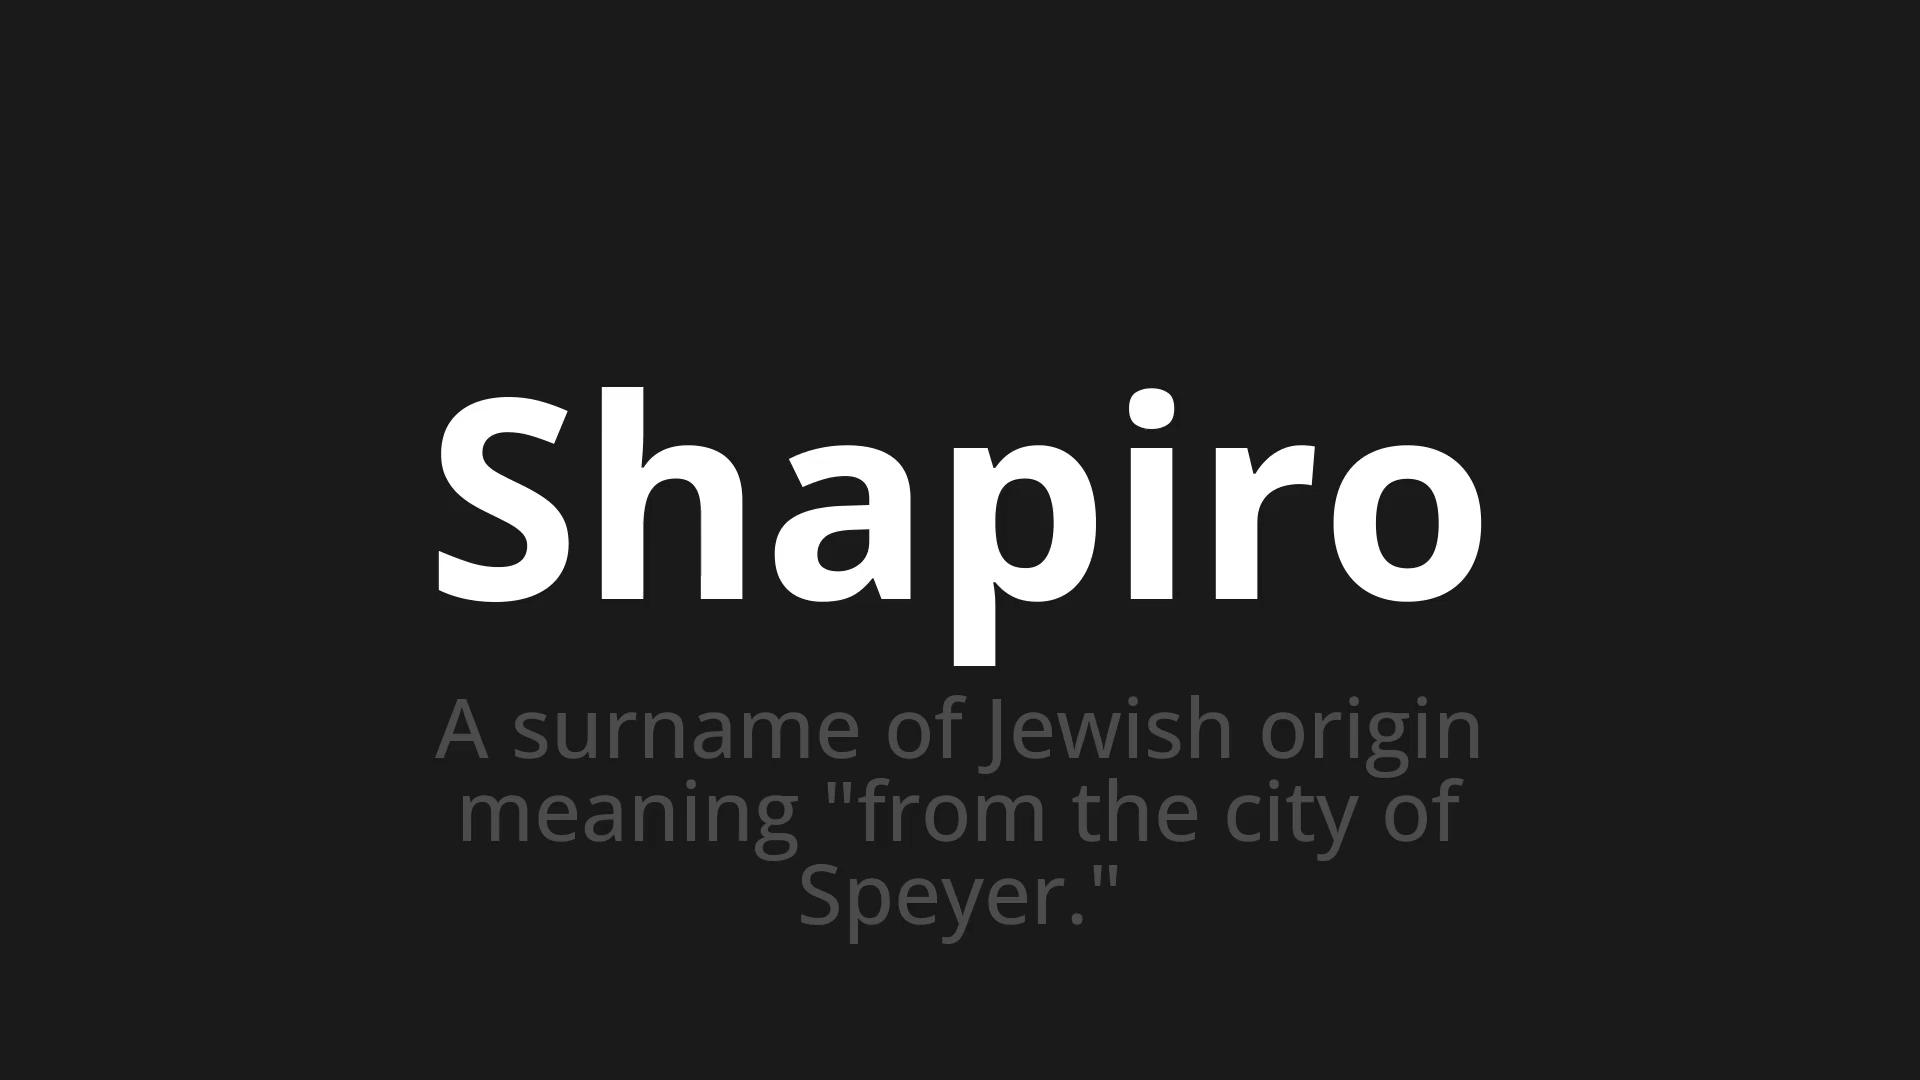 Shapiro
A surname of Jewish origin
meaning "from the city of
Speyer."